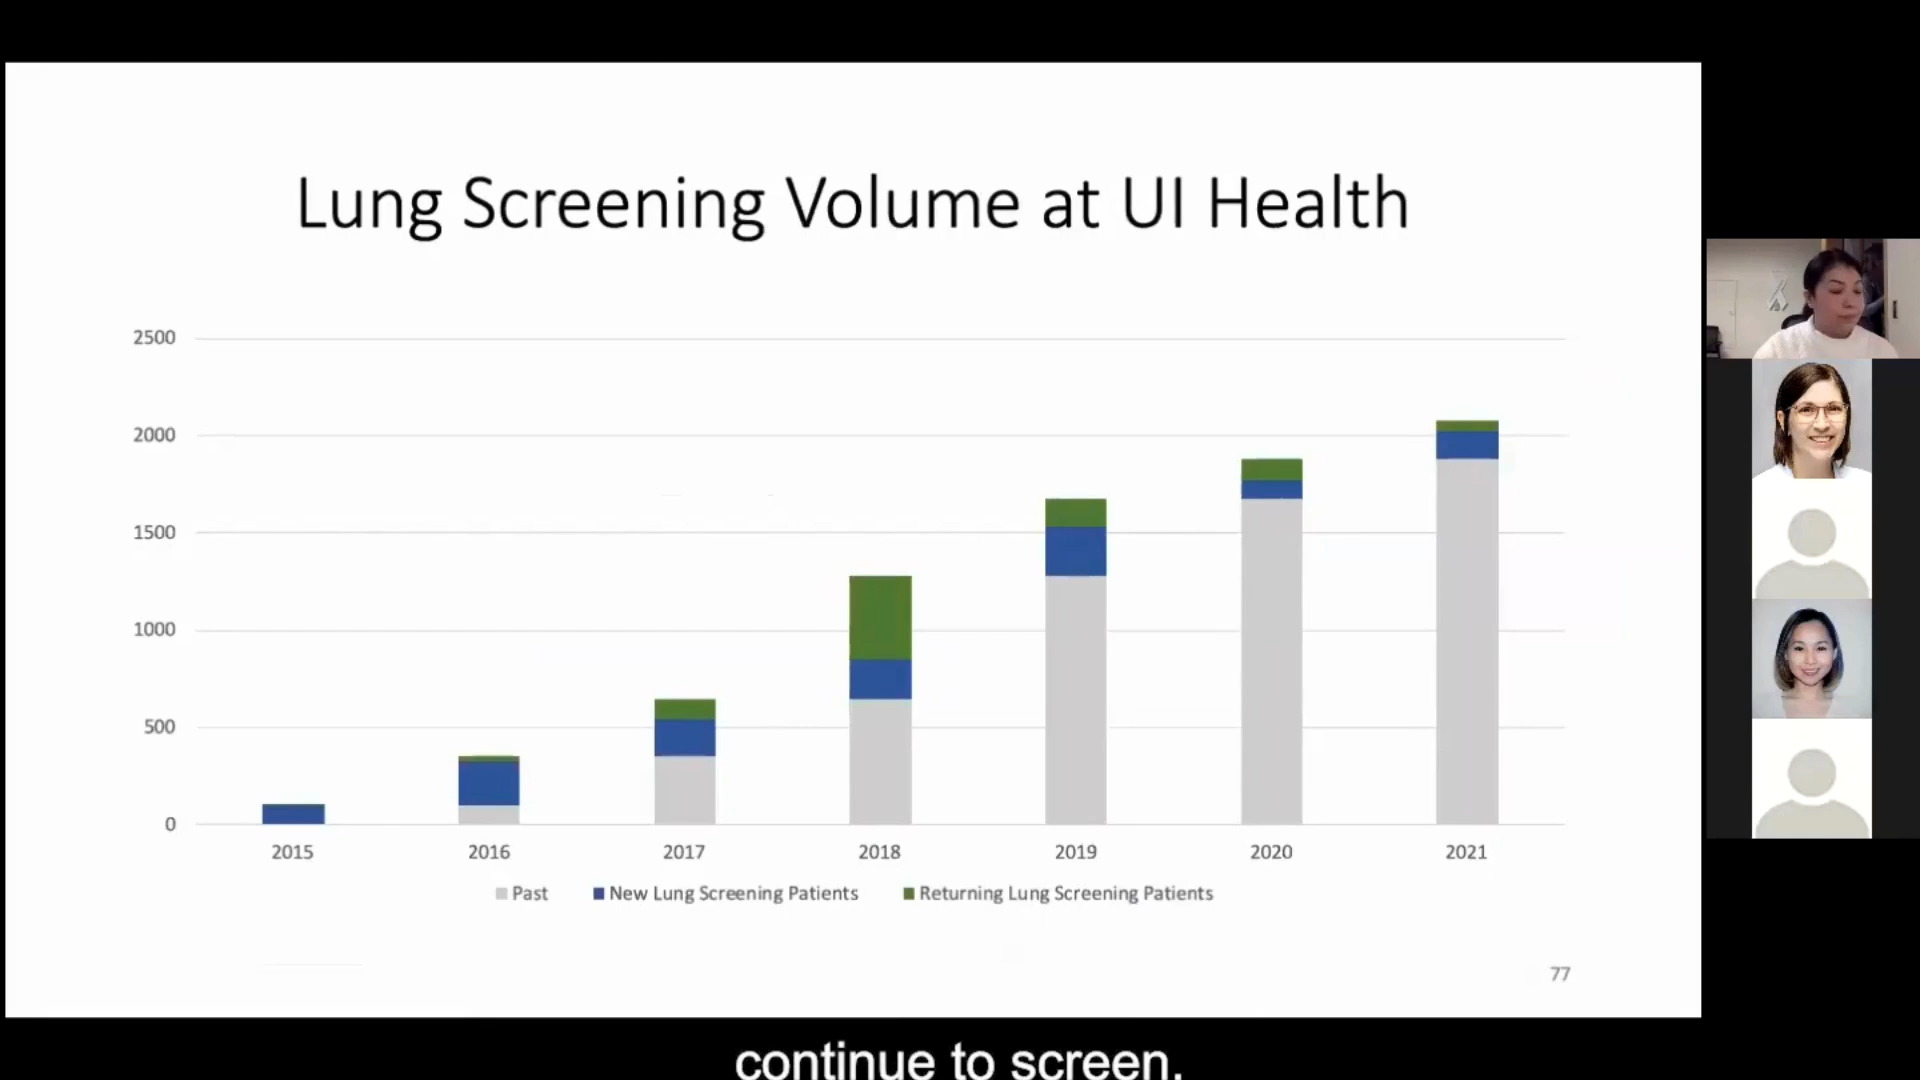 Lung Screening Volume at UI Health
2500
2000
1500
1000
500
0
2015 2016 2017 2018 2019 2020 2021
Past New Lung Screening Patients Returning Lung Screening Patients
77
continue to screen.